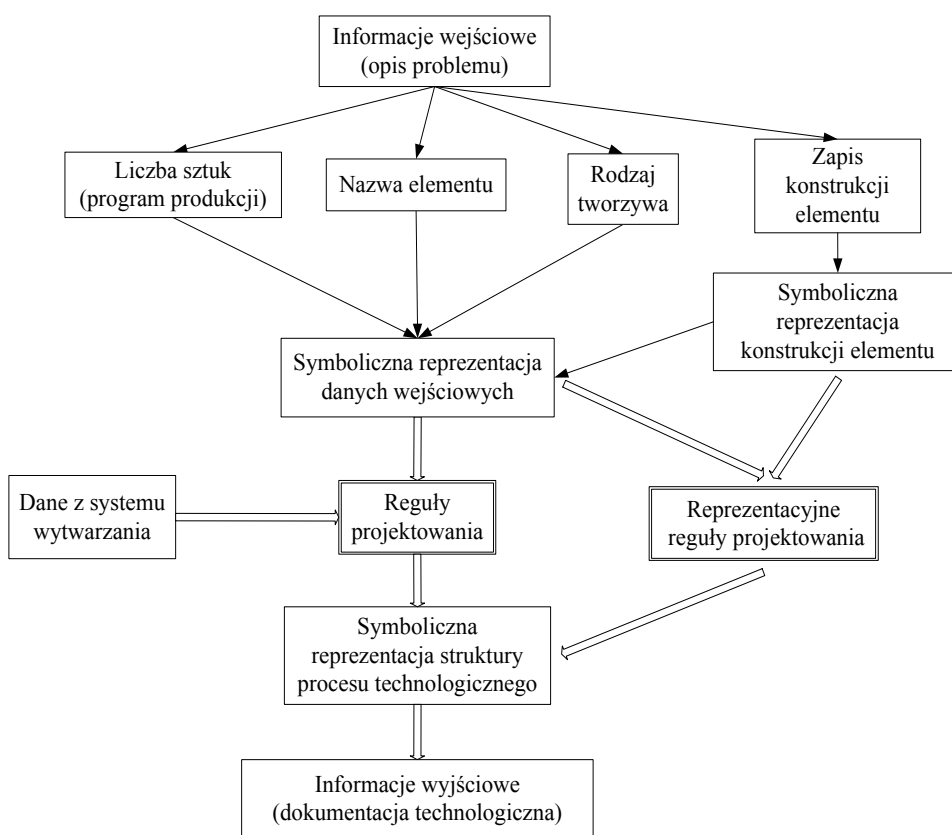 Informacje wejściowe
(opis problemu)
Liczba sztuk
(program produkcji)
Nazwa elementu
Rodzaj
tworzywa
Zapis
konstrukcji
elementu
Symboliczna
reprezentacja
konstrukcji elementu
Symboliczna reprezentacja
danych wejściowych
Dane z systemu
wytwarzania
Reguły
projektowania
Reprezentacyjne
reguły projektowania
Symboliczna
reprezentacja struktury
procesu technologicznego
Informacje wyjściowe
(dokumentacja technologiczna)